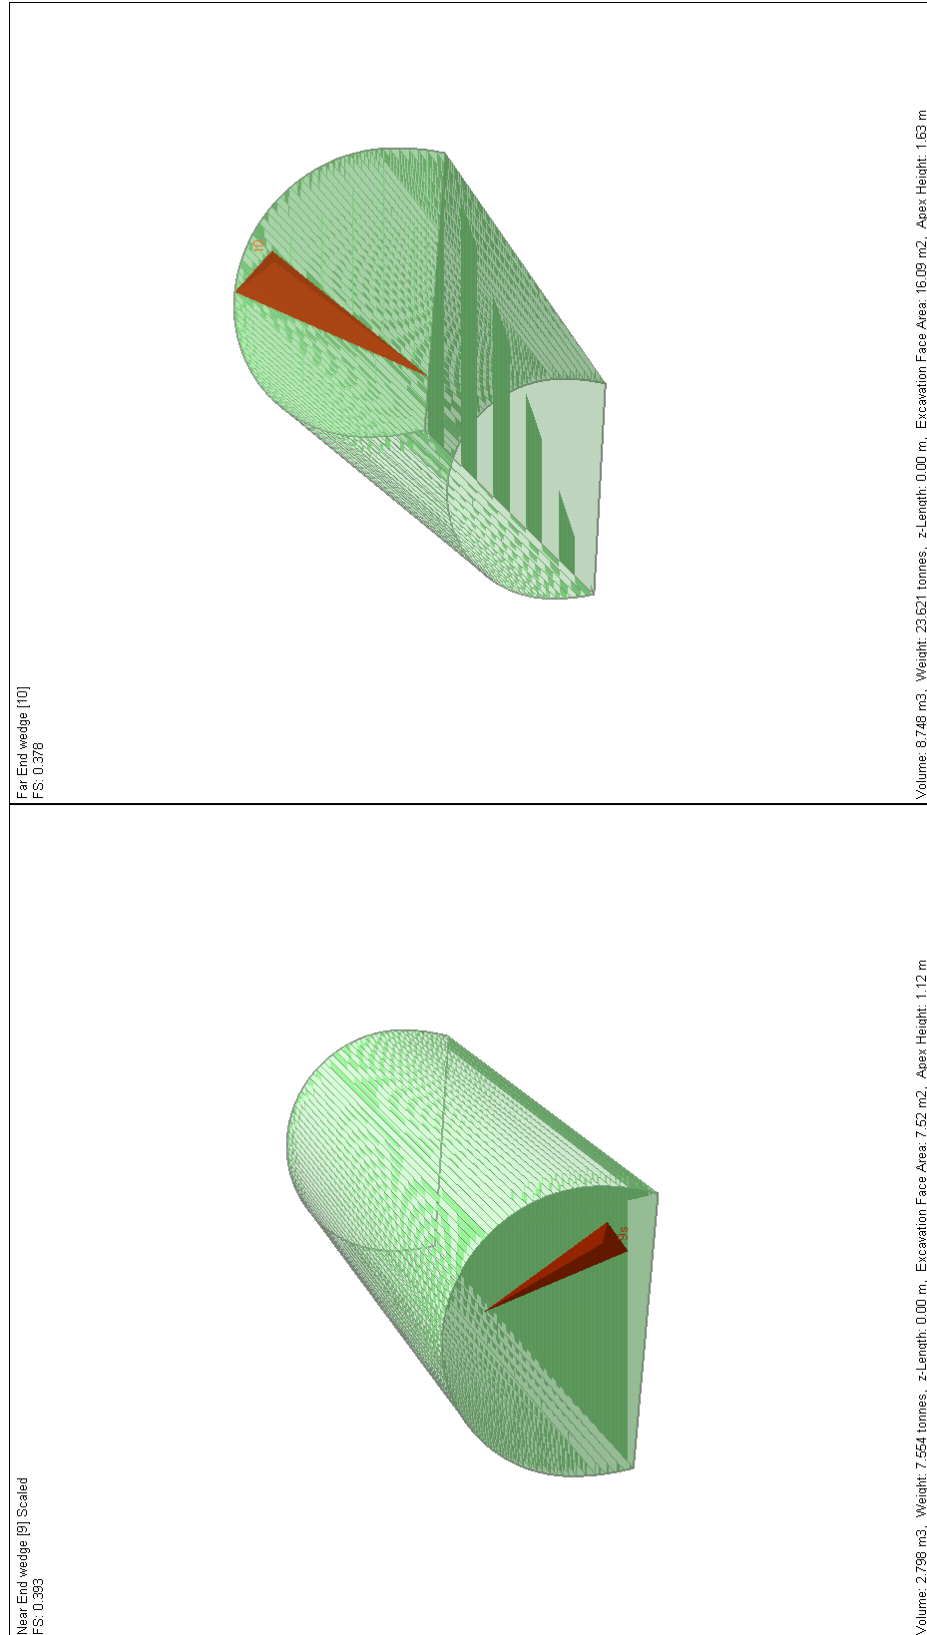 Far End wedge [10]
FS: 0.378
10
Volume: 8.748 m3, Weight: 23.621 tonnes, z-Length: 0.00 m, Excavation Face Area: 16.09 m2, Apex Height: 1.63 m
Near End wedge [9] Scaled
FS: 0.393
9s
Volume: 2.798 m3, Weight: 7.554 tonnes, z-Length: 0.00 m, Excavation Face Area: 7.52 m2, Apex Height: 1.12 m